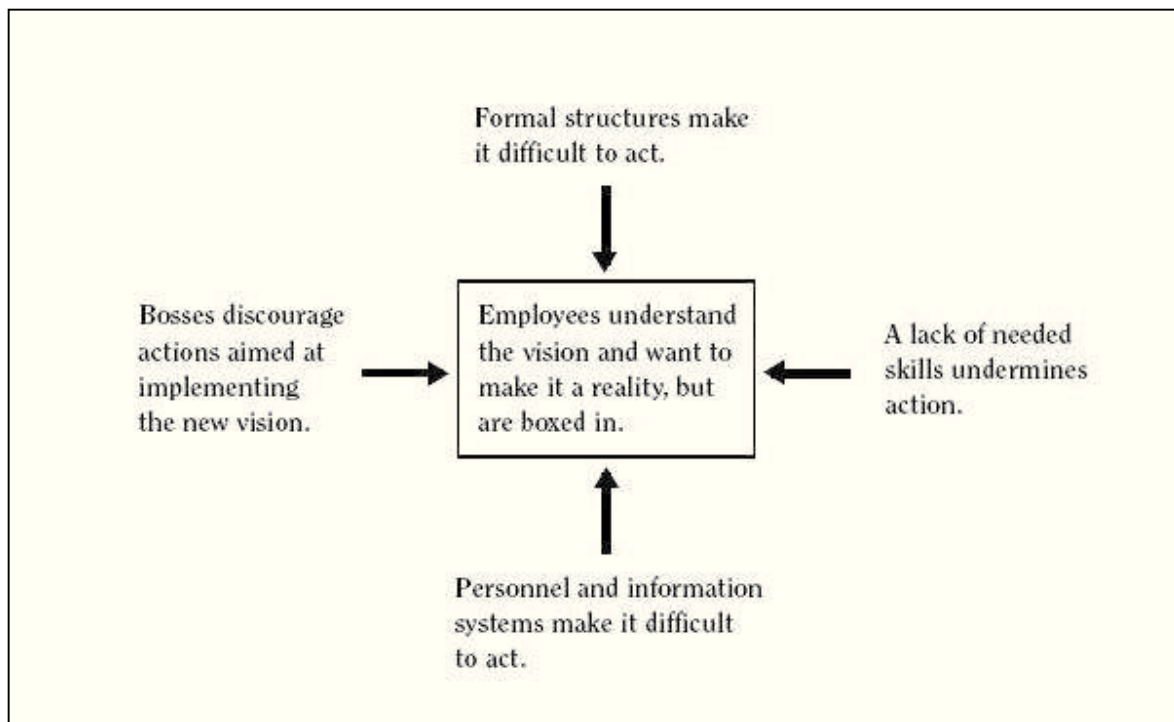 Formal structures make
it difficult to act.
Bosses discourage
actions aimed at
implementing
the new vision.
Employees understand
the vision and want to
make it a reality, but
are boxed in.
A lack of needed
skills undermines
action.
Personnel and information
systems make it difficult
to act.